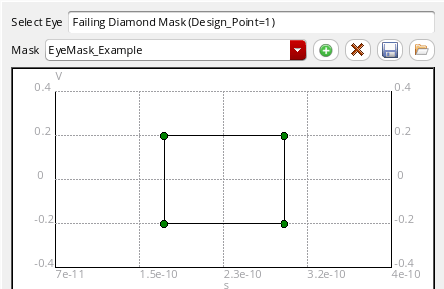 Select Eye Failing Diamond Mask (Design_Point=1)
Mask EyeMask_Example
V
0.4 0.4
0.2 0.2
0 0
-0.2 -0.2
-0.4 -0.4
7e-11 1.5e-10 2.3e-10 3.2e-10 4e-10
s